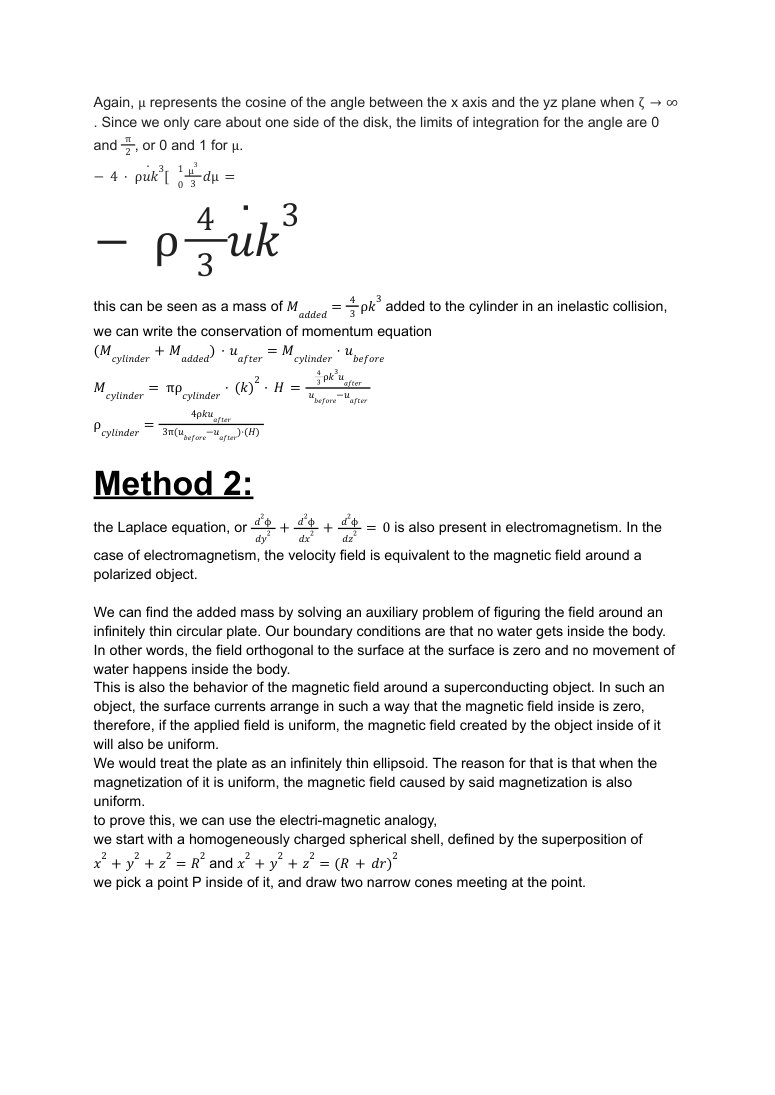 Again, μ represents the cosine of the angle between the x axis and the yz plane when ζ → ∞
. Since we only care about one side of the disk, the limits of integration for the angle are 0
and π/2, or 0 and 1 for μ.
− 4 · ρu̇k³[ ¹₀ μ³/3 dμ =
− ρ 4/3 u̇k³
this can be seen as a mass of M_added = 4/3 ρk³ added to the cylinder in an inelastic collision,
we can write the conservation of momentum equation
(M_cylinder + M_added) · u_after = M_cylinder · u_before
M_cylinder = πρ_cylinder · (k)² · H = (4/3 ρk³u_after)/(u_before−u_after)
ρ_cylinder = 4ρku_after/(3π(u_before−u_after)·(H))
Method 2:
the Laplace equation, or d²ϕ/dy² + d²ϕ/dx² + d²ϕ/dz² = 0 is also present in electromagnetism. In the
case of electromagnetism, the velocity field is equivalent to the magnetic field around a
polarized object.
We can find the added mass by solving an auxiliary problem of figuring the field around an
infinitely thin circular plate. Our boundary conditions are that no water gets inside the body.
In other words, the field orthogonal to the surface at the surface is zero and no movement of
water happens inside the body.
This is also the behavior of the magnetic field around a superconducting object. In such an
object, the surface currents arrange in such a way that the magnetic field inside is zero,
therefore, if the applied field is uniform, the magnetic field created by the object inside of it
will also be uniform.
We would treat the plate as an infinitely thin ellipsoid. The reason for that is that when the
magnetization of it is uniform, the magnetic field caused by said magnetization is also
uniform.
to prove this, we can use the electri-magnetic analogy,
we start with a homogeneously charged spherical shell, defined by the superposition of
x² + y² + z² = R² and x² + y² + z² = (R + dr)²
we pick a point P inside of it, and draw two narrow cones meeting at the point.